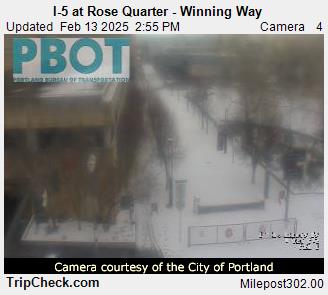 I-5 at Rose Quarter - Winning Way
Updated  Feb 13 2025  2:55 PM  Camera  4
PBOT
PORTLAND BUREAU OF TRANSPORTATION
Camera courtesy of the City of Portland
TripCheck.com  Milepost302.00